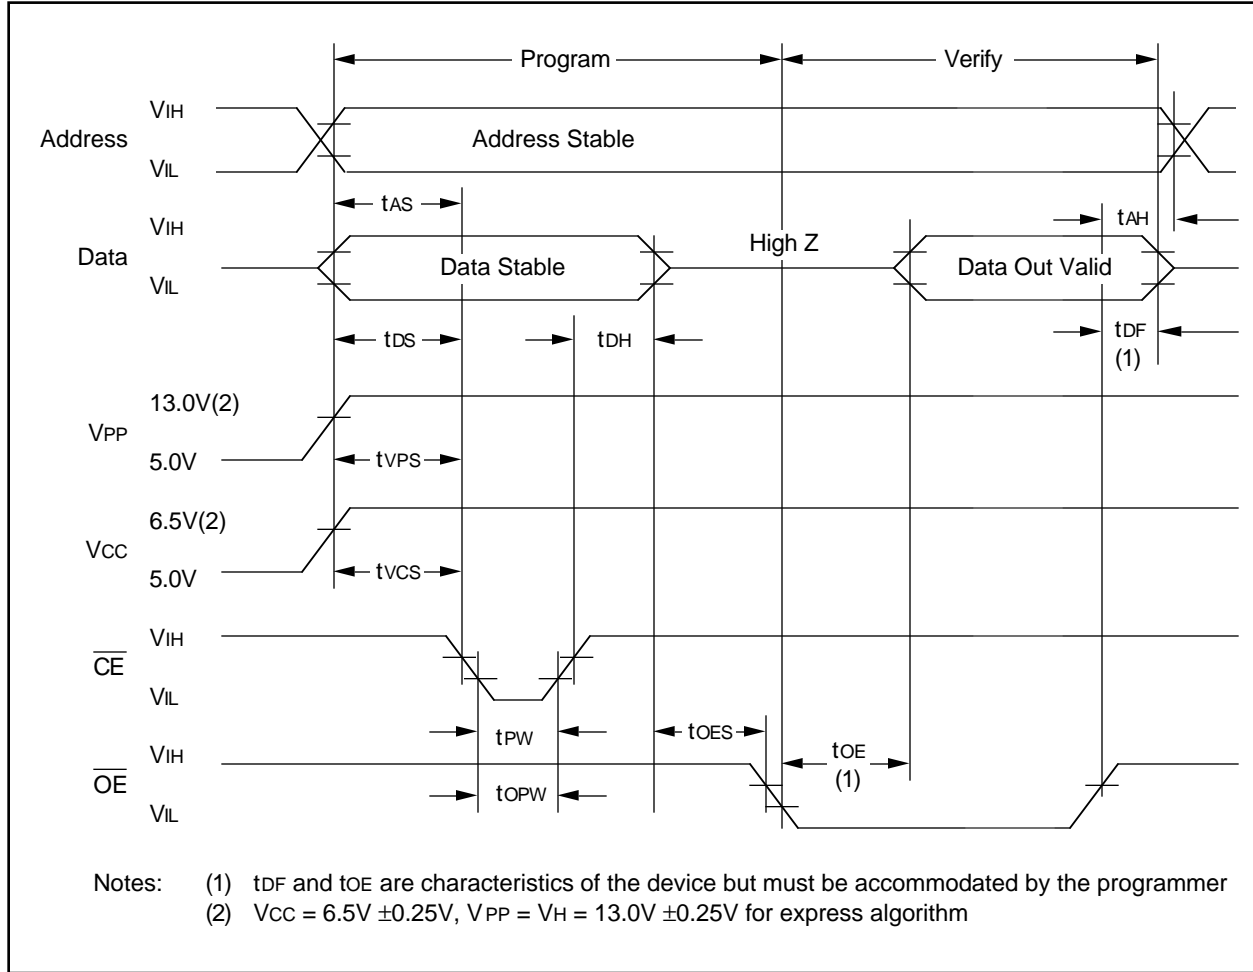 Program Verify
VIH
Address Address Stable
VIL
tAS
VIH tAH
Data Data Stable High Z Data Out Valid
VIL
tDS tDH tDF
(1)
13.0V(2)
VPP
5.0V tVPS
6.5V(2)
VCC
5.0V tVCS
VIH
CE
VIL
tPW tOES
VIH tOE
OE (1)
tOPW
VIL
Notes: (1) tDF and tOE are characteristics of the device but must be accommodated by the programmer
(2) VCC = 6.5V ±0.25V, VPP = VH = 13.0V ±0.25V for express algorithm